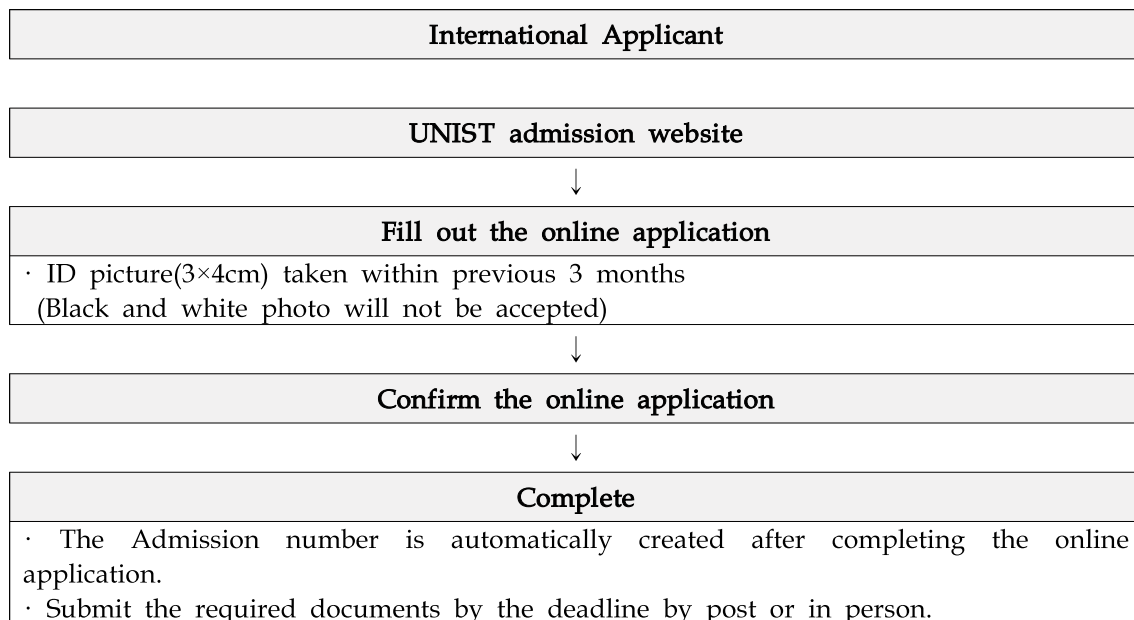 International Applicant
UNIST admission website
↓
Fill out the online application
· ID picture(3×4cm) taken within previous 3 months
(Black and white photo will not be accepted)
↓
Confirm the online application
↓
Complete
· The Admission number is automatically created after completing the online
application.
· Submit the required documents by the deadline by post or in person.